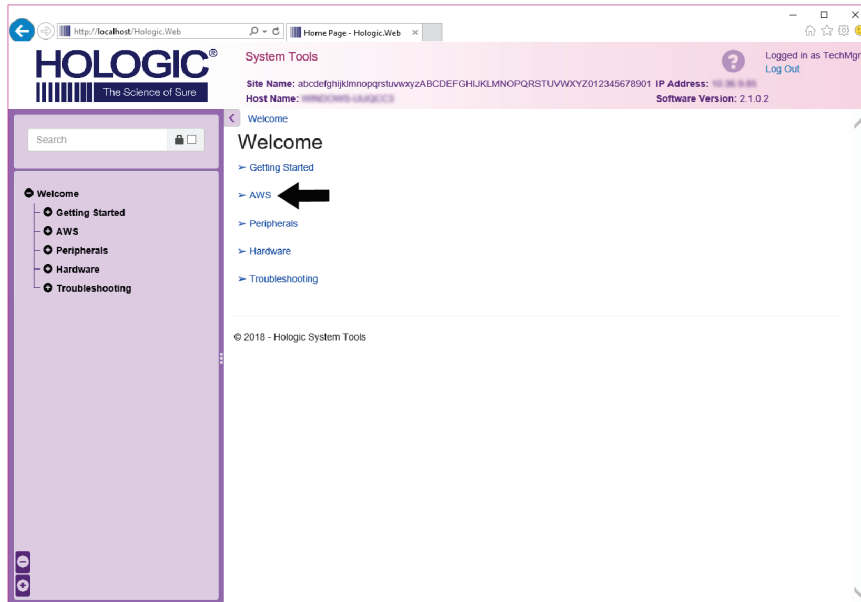 http://localhost/Hologic.Web
Home Page - Hologic.Web
HOLOGIC®
The Science of Sure
System Tools
Logged in as TechMgr
Log Out
Site Name: abcdefghijklmnopqrstuvwxyzABCDEFGHIJKLMNOPQRSTUVWXYZ012345678901 IP Address:
Host Name:
Software Version: 2.1.0.2
Search
Welcome
Getting Started
AWS
Peripherals
Hardware
Troubleshooting
Welcome
Welcome
➢ Getting Started
➢ AWS
➢ Peripherals
➢ Hardware
➢ Troubleshooting
© 2018 - Hologic System Tools